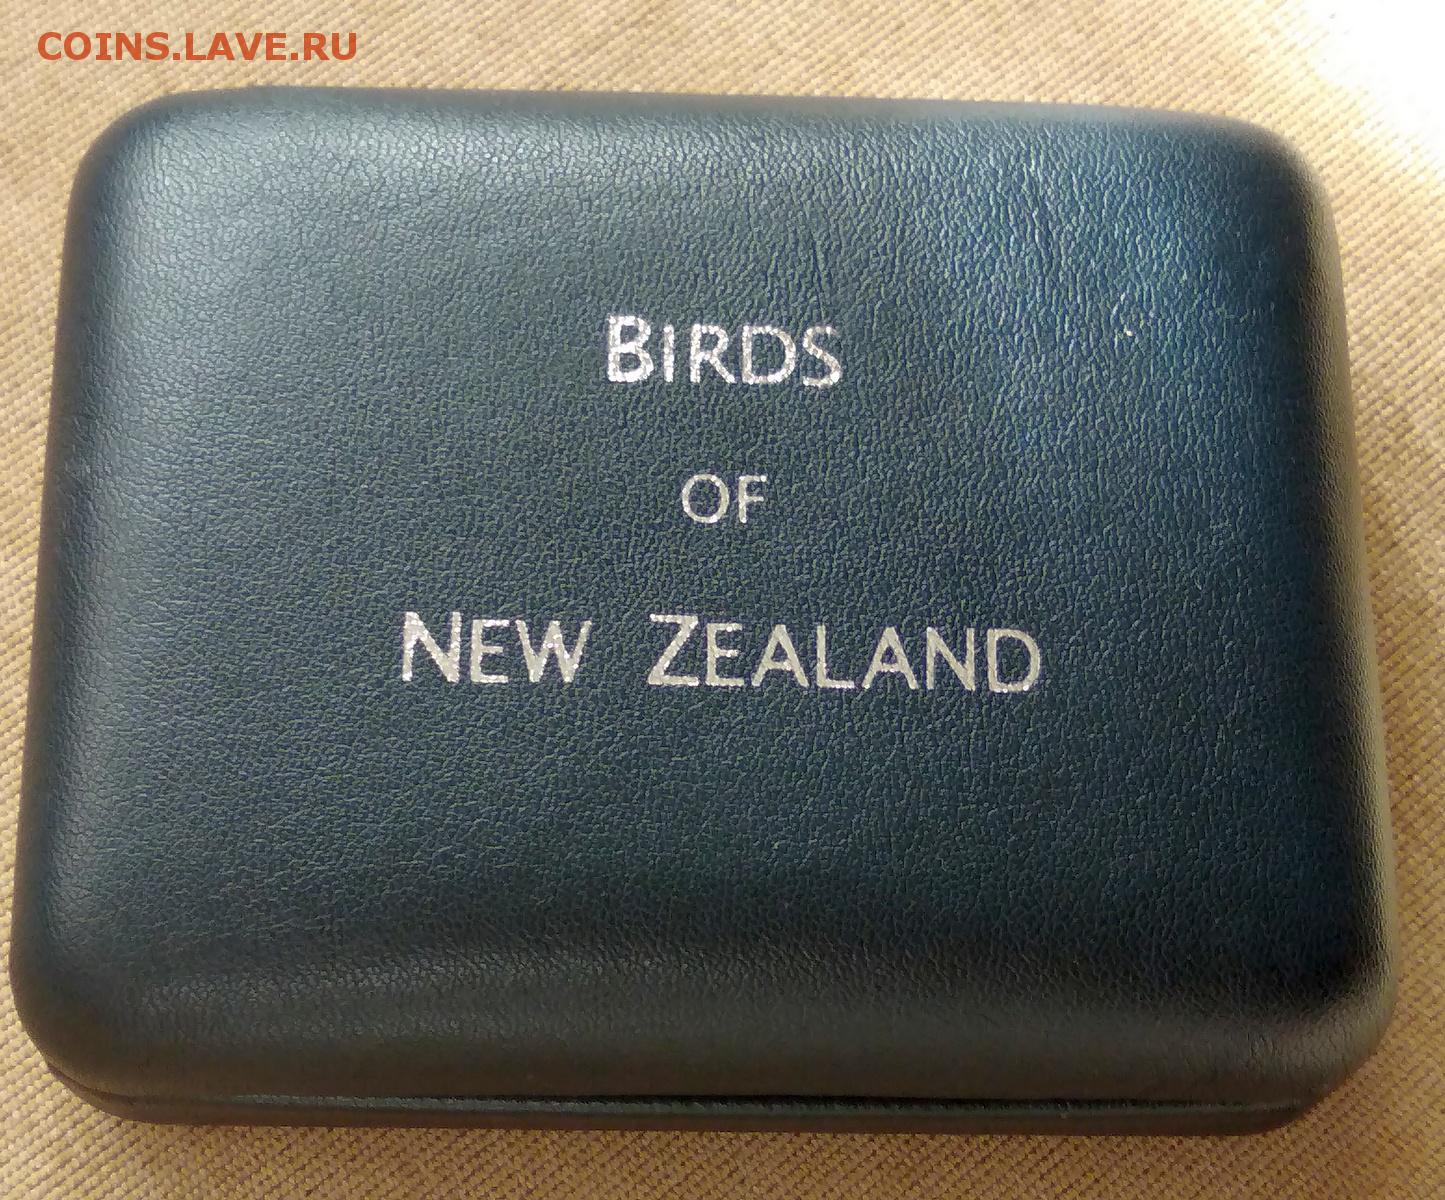 COINS.LAVE.RU
BIRDS
OF
NEW ZEALAND